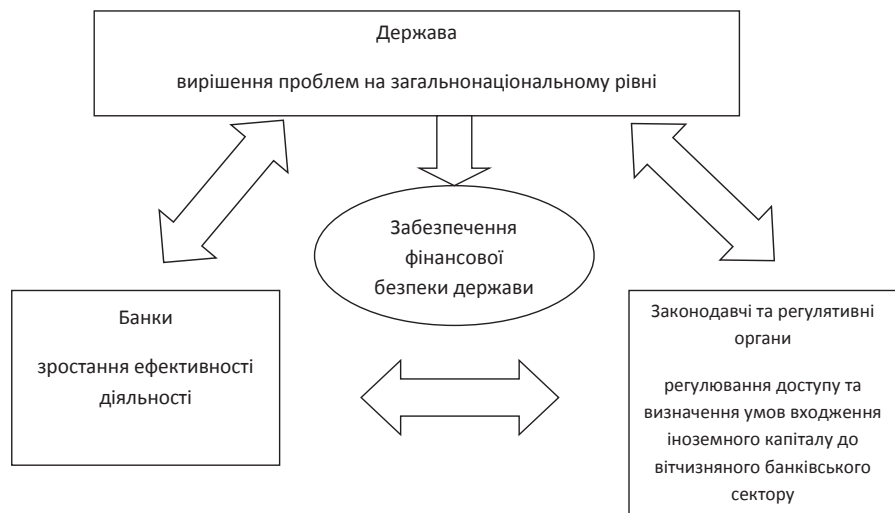 Держава
вирішення проблем на загальнонаціональному рівні
Забезпечення
фінансової
безпеки держави
Банки
зростання ефективності
діяльності
Законодавчі та регулятивні
органи
регулювання доступу та
визначення умов входження
іноземного капіталу до
вітчизняного банківського
сектору